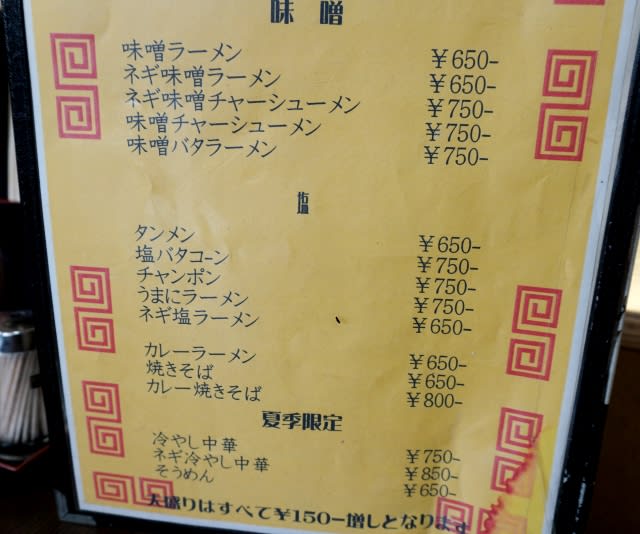 味噌
味噌ラーメン ￥650-
ネギ味噌ラーメン ￥650-
ネギ味噌チャーシューメン ￥750-
味噌チャーシューメン ￥750-
味噌バタラーメン ￥750-
塩
タンメン ￥650-
塩バタコーン ￥750-
チャンポン ￥750-
うまにラーメン ￥750-
ネギ塩ラーメン ￥650-
カレーラーメン ￥650-
焼きそば ￥650-
カレー焼きそば ￥800-
夏季限定
冷やし中華 ￥750-
ネギ冷やし中華 ￥850-
そうめん ￥650-
大盛りはすべて￥150-増しとなります